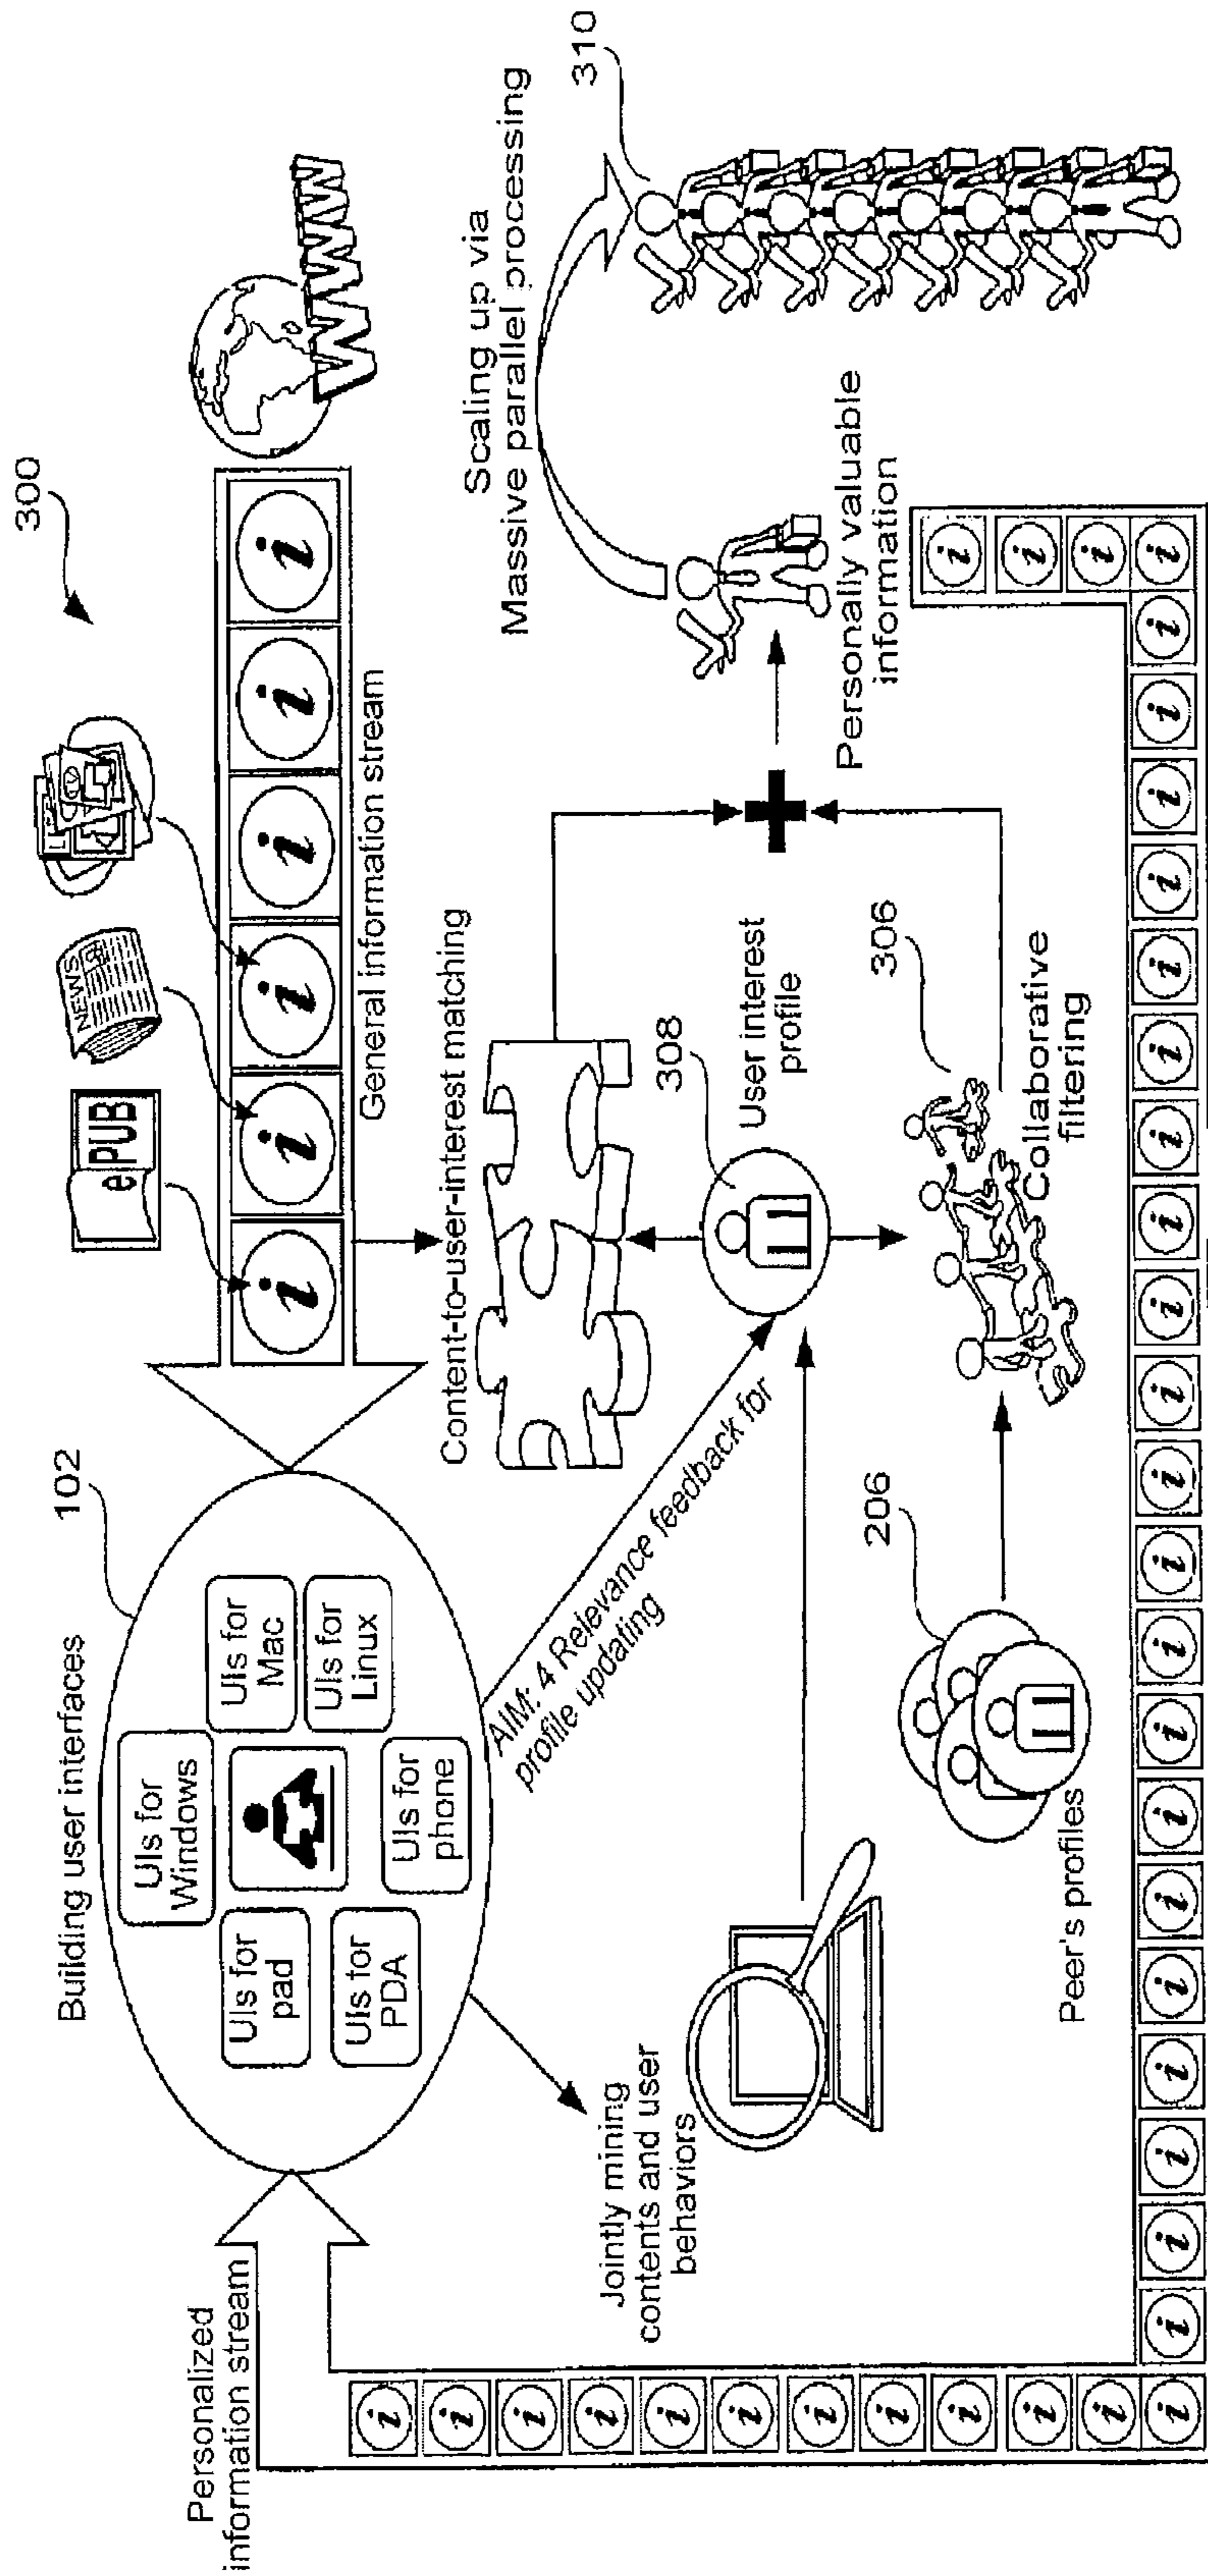 300
Personalized
information stream
Building user interfaces
102
UIs for
Windows
UIs for
pad
UIs for
Mac
UIs for
PDA
UIs for
phone
UIs for
Linux
ePUB
NEWS
WWW
i i i i i i
General information stream
Content-to-user-interest matching
Scaling up via
Massive parallel processing
310
AIM: 4 Relevance feedback for
profile updating
Jointly mining
contents and user
behaviors
308
User interest
profile
Personally valuable
information
206
Peer's profiles
306
Collaborative
filtering
i i i i i i i i i i i
i i i i i i i i i i i i i i i i i i i i i
i i i